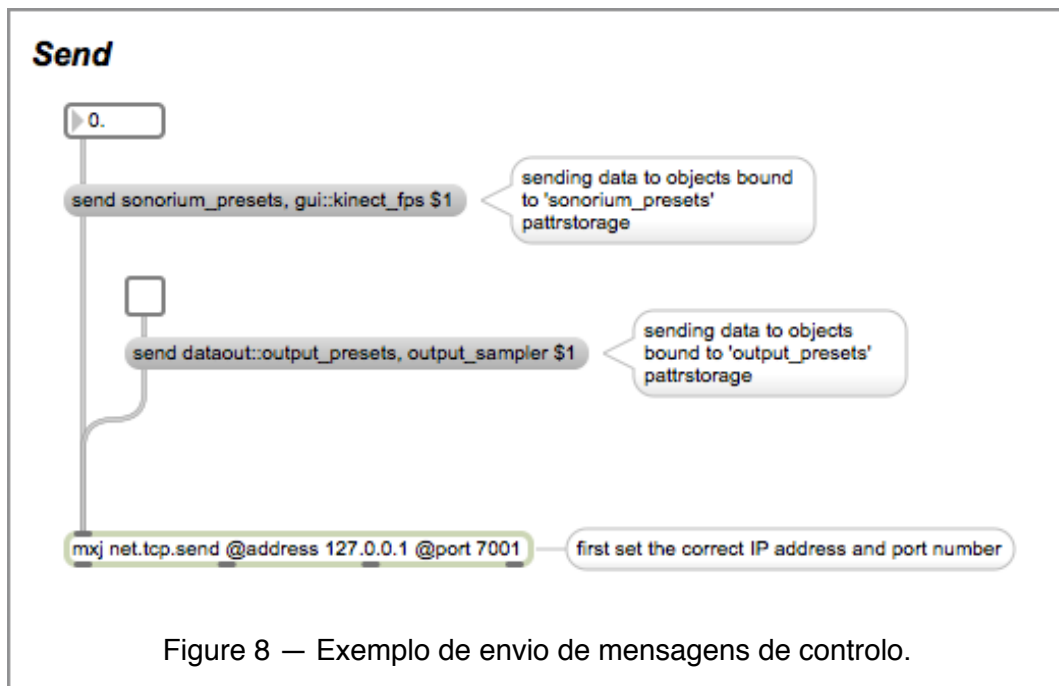 Send
0.
send sonorium_presets, gui::kinect_fps $1
sending data to objects bound
to 'sonorium_presets'
pattrstorage
send dataout::output_presets, output_sampler $1
sending data to objects
bound to 'output_presets'
pattrstorage
mxj net.tcp.send @address 127.0.0.1 @port 7001
first set the correct IP address and port number
Figure 8 — Exemplo de envio de mensagens de controlo.